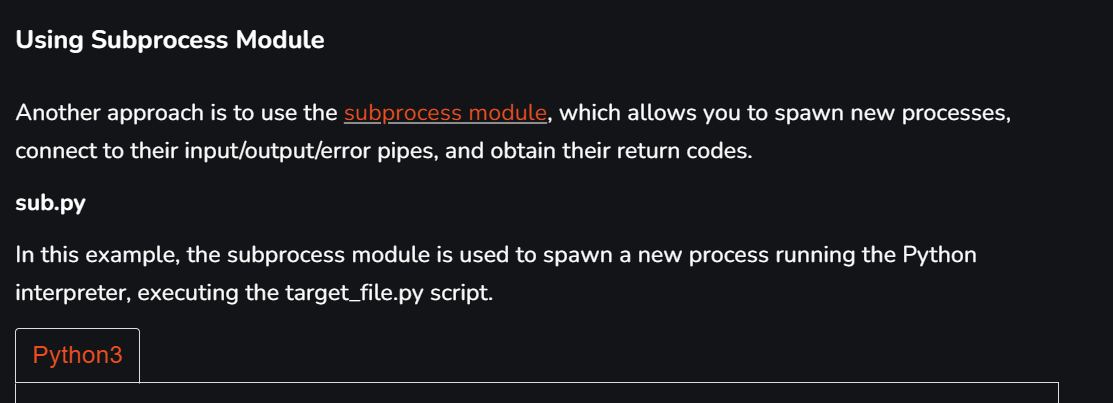 Using Subprocess Module
Another approach is to use the subprocess module, which allows you to spawn new processes,
connect to their input/output/error pipes, and obtain their return codes.
sub.py
In this example, the subprocess module is used to spawn a new process running the Python
interpreter, executing the target_file.py script.
Python3